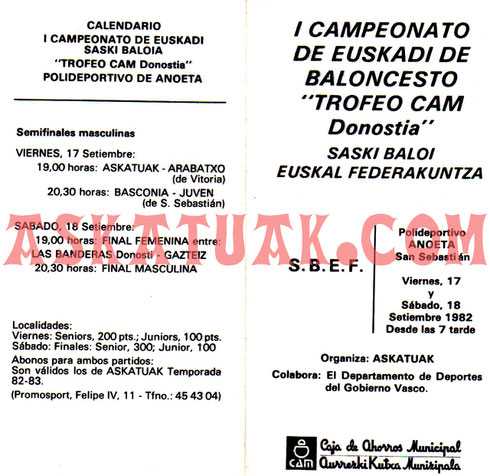 CALENDARIO
I CAMPEONATO DE EUSKADI
SASKI BALOIA
"TROFEO CAM Donostia"
POLIDEPORTIVO DE ANOETA
Semifinales masculinas
VIERNES, 17 Setiembre:
19,00 horas: ASKATUAK - ARABATXO
(de Vitoria)
20,30 horas: BASCONIA - JUVEN
(de S. Sebastián)
SABADO, 18 Setiembre:
19,00 horas: FINAL FEMENINA entre:
LAS BANDERAS Donosti - GAZTEIZ
20,30 horas: FINAL MASCULINA
Localidades:
Viernes: Seniors, 200 pts.; Juniors, 100 pts.
Sábado: Finales: Senior, 300; Junior, 100
Abonos para ambos partidos:
Son válidos los de ASKATUAK Temporada
82-83.
(Promosport, Felipe IV, 11 - Tfno.: 45 43 04)
I CAMPEONATO
DE EUSKADI DE
BALONCESTO
"TROFEO CAM
Donostia"
SASKI BALOI
EUSKAL FEDERAKUNTZA
S.B.E.F.
Polideportivo
ANOETA
San Sebastián
Viernes, 17
y
Sábado, 18
Setiembre 1982
Desde las 7 tarde
Organiza: ASKATUAK
Colabora: El Departamento de Deportes
del Gobierno Vasco.
CAM
Caja de Ahorros Municipal
Aurrezki Kutxa Munizipala
ASKATUAK.COM